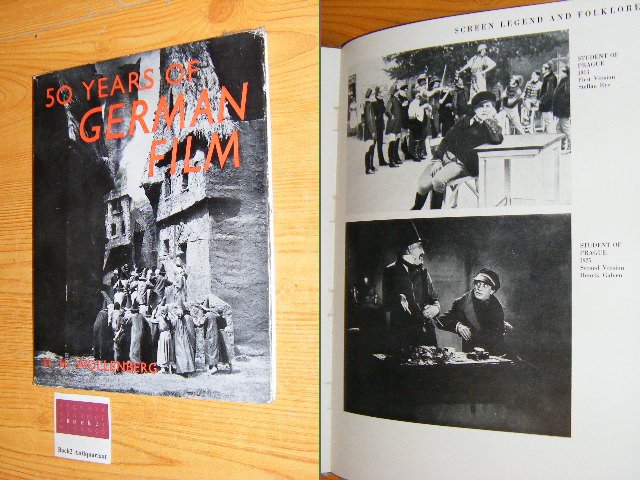 50 YEARS OF
GERMAN
FILM
H. H. WOLLENBERG
Book2
Book2 Antiquariaat
SCREEN LEGEND AND FOLKLORE
STUDENT OF
PRAGUE
1913
First Version
Stellan Rye
STUDENT OF
PRAGUE
1925
Second Version
Henrik Galeen